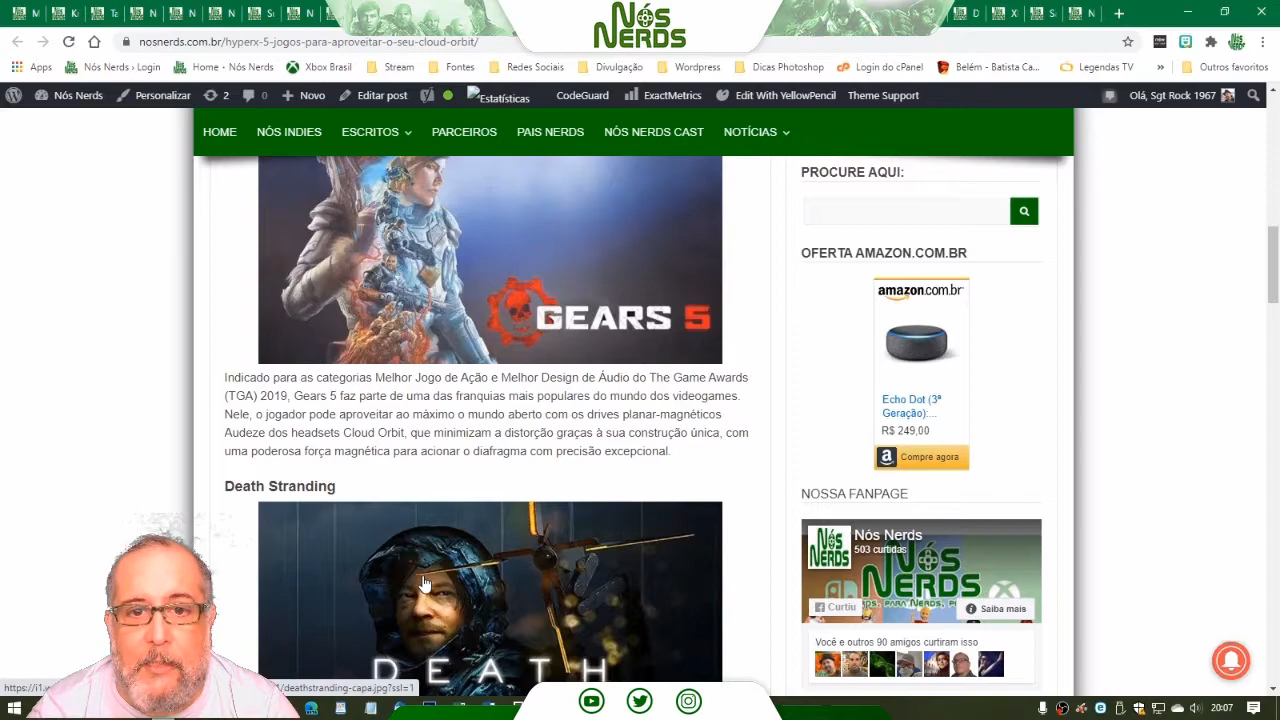 NÓS
NERDS
nosnerds.com.br/hyperx-5-jogos-para-aproveitar-o-seu-cloud-orbit/
Apps
Nós Nerds › Login
Home - Nós Nerds
Xbox Brasil
Stream
Fontes
Redes Sociais
Divulgação
Wordpress
Dicas Photoshop
Login do cPanel
Belém - Batista Ca...
Legendas TV
»
Outros favoritos
Nós Nerds
Personalizar
2
0
Novo
Editar post
Estatísticas
CodeGuard
ExactMetrics
Edit With YellowPencil
Theme Support
Olá, Sgt Rock 1967
HOME
NÓS INDIES
ESCRITOS
PARCEIROS
PAIS NERDS
NÓS NERDS CAST
NOTÍCIAS
GEARS 5
Indicado para as categorias Melhor Jogo de Ação e Melhor Design de Áudio do The Game Awards
(TGA) 2019, Gears 5 faz parte de uma das franquias mais populares do mundo dos videogames.
Nele, o jogador pode aproveitar ao máximo o mundo aberto com os drives planar-magnéticos
Audeze dos headsets Cloud Orbit, que minimizam a distorção graças à sua construção única, com
uma poderosa força magnética para acionar o diafragma com precisão excepcional.
Death Stranding
DEATH
PROCURE AQUI:
OFERTA AMAZON.COM.BR
amazon.com.br
Echo Dot (3ª
Geração):...
R$ 249,00
Compre agora
NOSSA FANPAGE
NÓS
NERDS
Nós Nerds
503 curtidas
NÓS
NERDS
Curtiu
Saiba mais
Você e outros 90 amigos curtiram isso
https://i1.
/deathstranding-capa.jpg?ssl=1
20:07